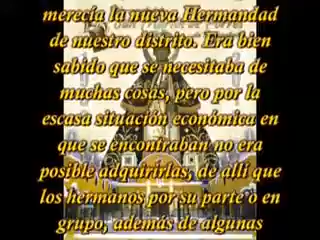 merecía la nueva Hermandad
de nuestro distrito. Era bien
sabido que se necesitaba de
muchas cosas, pero por la
escasa situación económica en
que se encontraban no era
posible adquirirlas, de allí que
los hermanos por su parte o en
grupo, además de algunas